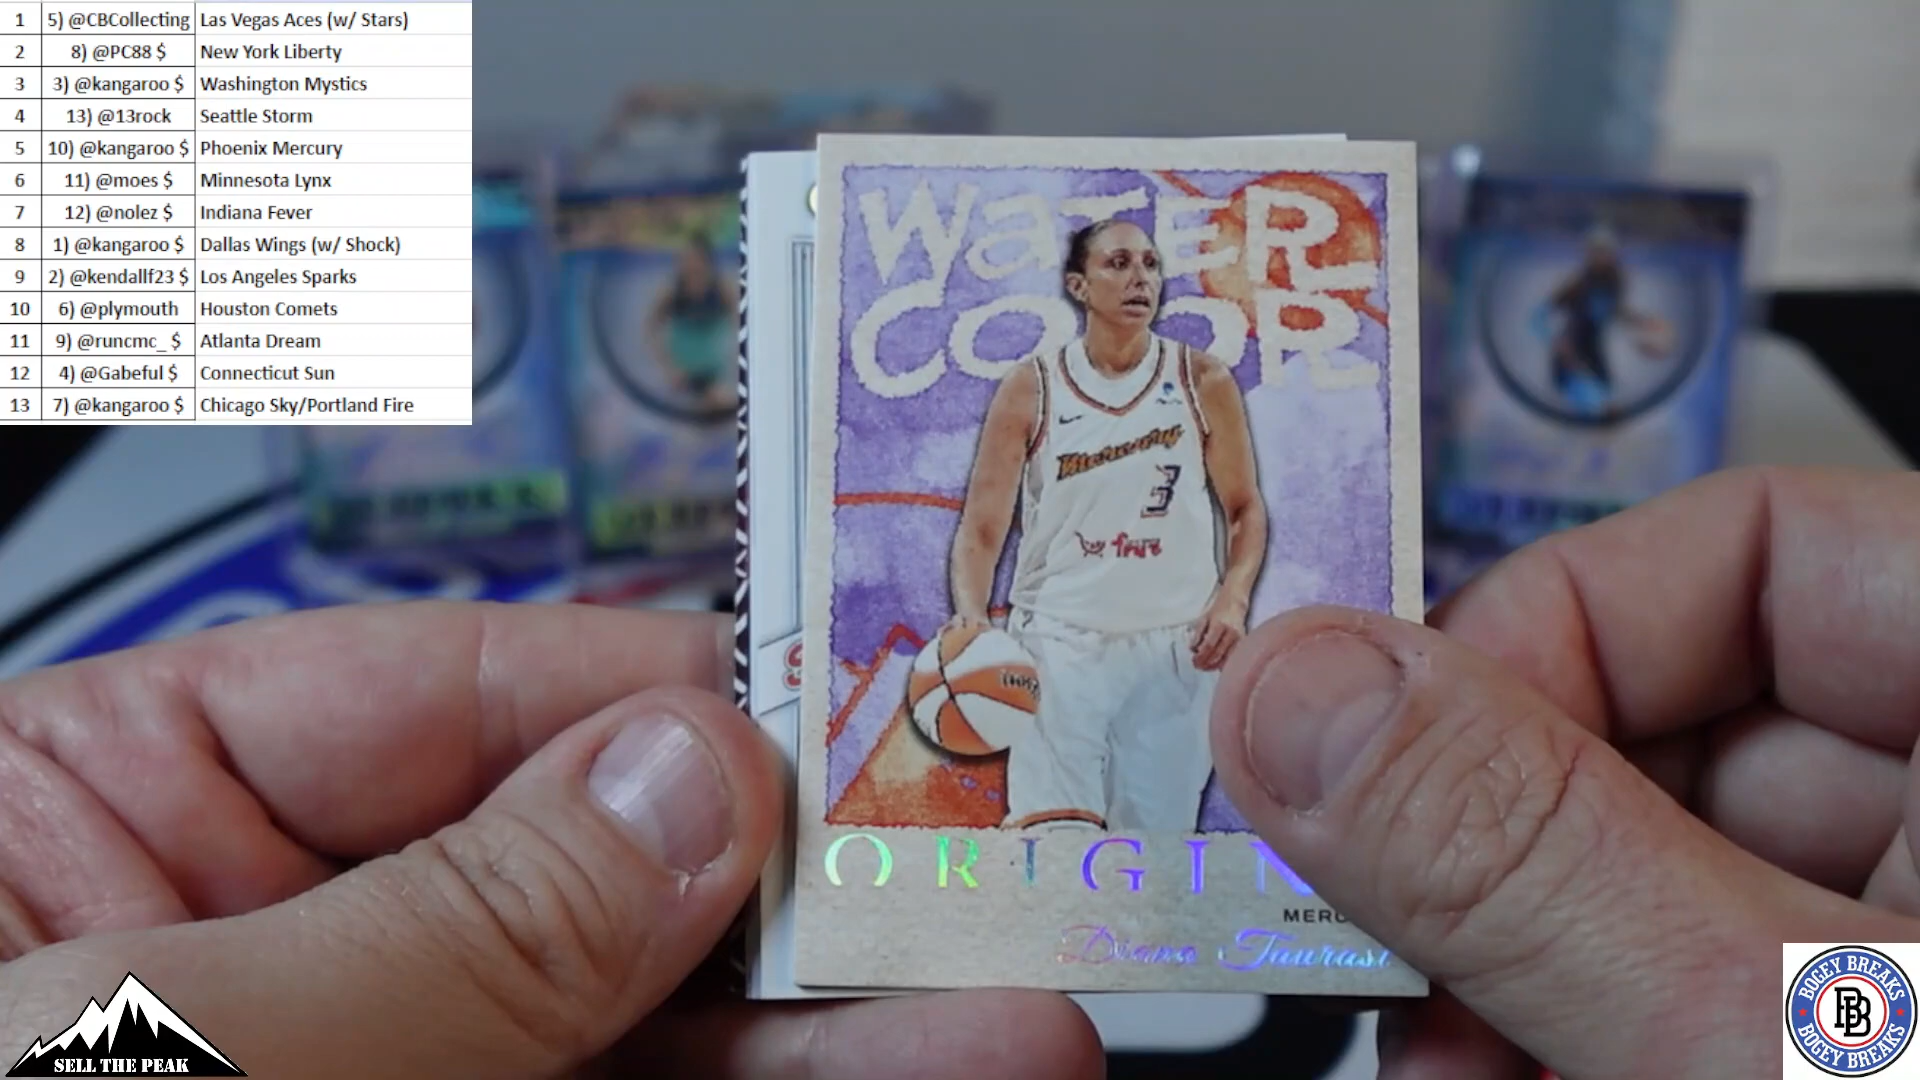 1 5) @CBCollecting Las Vegas Aces (w/ Stars)
2 8) @PC88 $ New York Liberty
3 3) @kangaroo $ Washington Mystics
4 13) @13rock Seattle Storm
5 10) @kangaroo $ Phoenix Mercury
6 11) @moes $ Minnesota Lynx
7 12) @nolez $ Indiana Fever
8 1) @kangaroo $ Dallas Wings (w/ Shock)
9 2) @kendallf23 $ Los Angeles Sparks
10 6) @plymouth Houston Comets
11 9) @runcmc_ $ Atlanta Dream
12 4) @Gabeful $ Connecticut Sun
13 7) @kangaroo $ Chicago Sky/Portland Fire
WaTER
COLOR
Mercury
3
fry's
ORIGIN
MERC
Diana Taurasi
SELL THE PEAK
BOGEY BREAKS
BB
BOGEY BREAKS